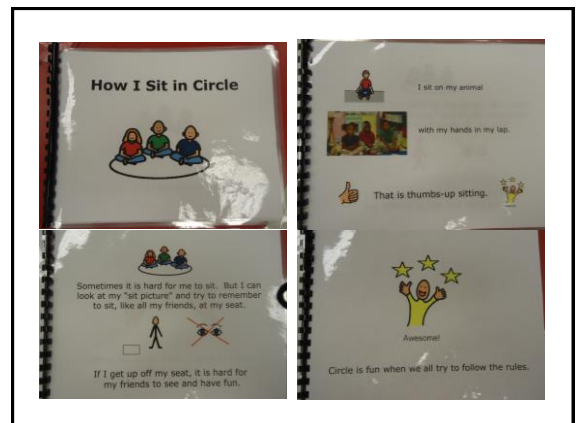 How I Sit in Circle
I sit on my animal
with my hands in my lap.
That is thumbs-up sitting.
Sometimes it is hard for me to sit. But I can
look at my "sit picture" and try to remember
to sit, like all my friends, at my seat.
If I get up off my seat, it is hard for
my friends to see and have fun.
Awesome!
Circle is fun when we all try to follow the rules.